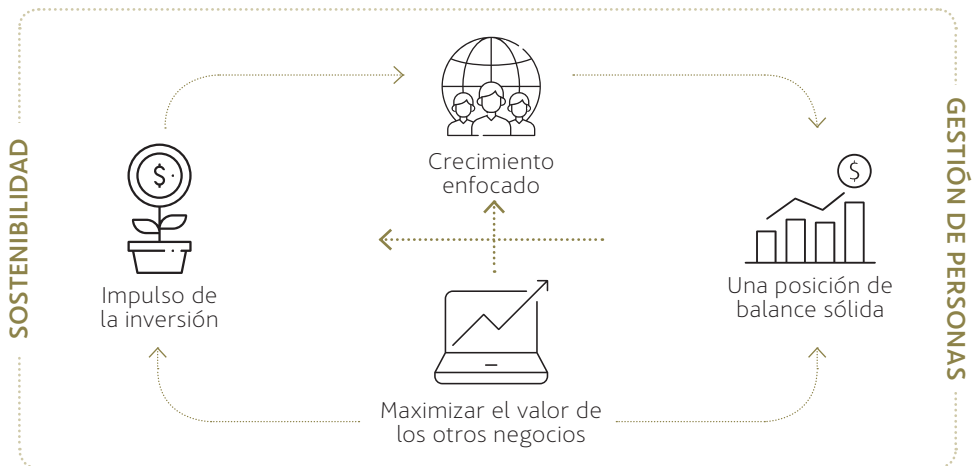 SOSTENIBILIDAD
Crecimiento
enfocado
$
Impulso de
la inversión
$
Una posición de
balance sólida
Maximizar el valor de
los otros negocios
GESTIÓN DE PERSONAS